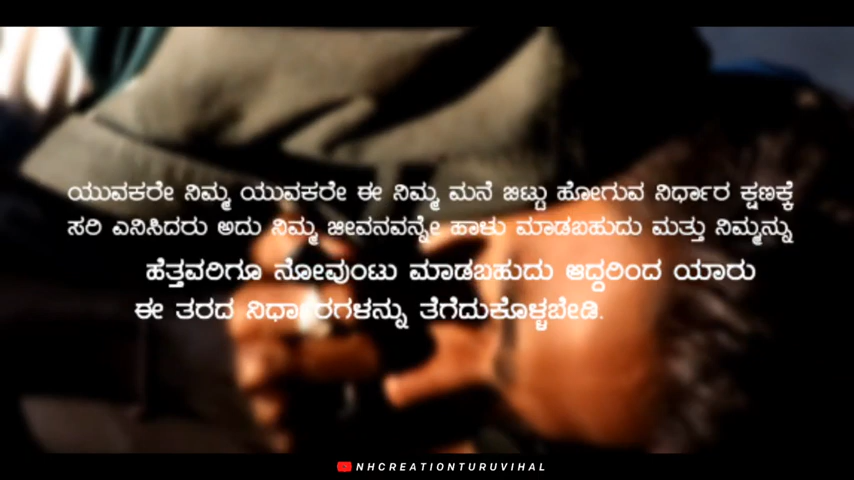 ಯುವಕರೇ ನಿಮ್ಮ ಯುವಕರೇ ಈ ನಿಮ್ಮ ಮನೆ ಬಿಟ್ಟು ಹೋಗುವ ನಿರ್ಧಾರ ಕ್ಷಣಕ್ಕೆ
ಸರಿ ಎನಿಸಿದರು ಅದು ನಿಮ್ಮ ಜೀವನವನ್ನೇ ಹಾಳು ಮಾಡಬಹುದು ಮತ್ತು ನಿಮ್ಮನ್ನು
ಹೆತ್ತವರಿಗೂ ನೋವುಂಟು ಮಾಡಬಹುದು ಆದ್ದರಿಂದ ಯಾರು
ಈ ತರದ ನಿರ್ಧಾರಗಳನ್ನು ತೆಗೆದುಕೊಳ್ಳಬೇಡಿ.
NHCREATIONTURUVIHAL